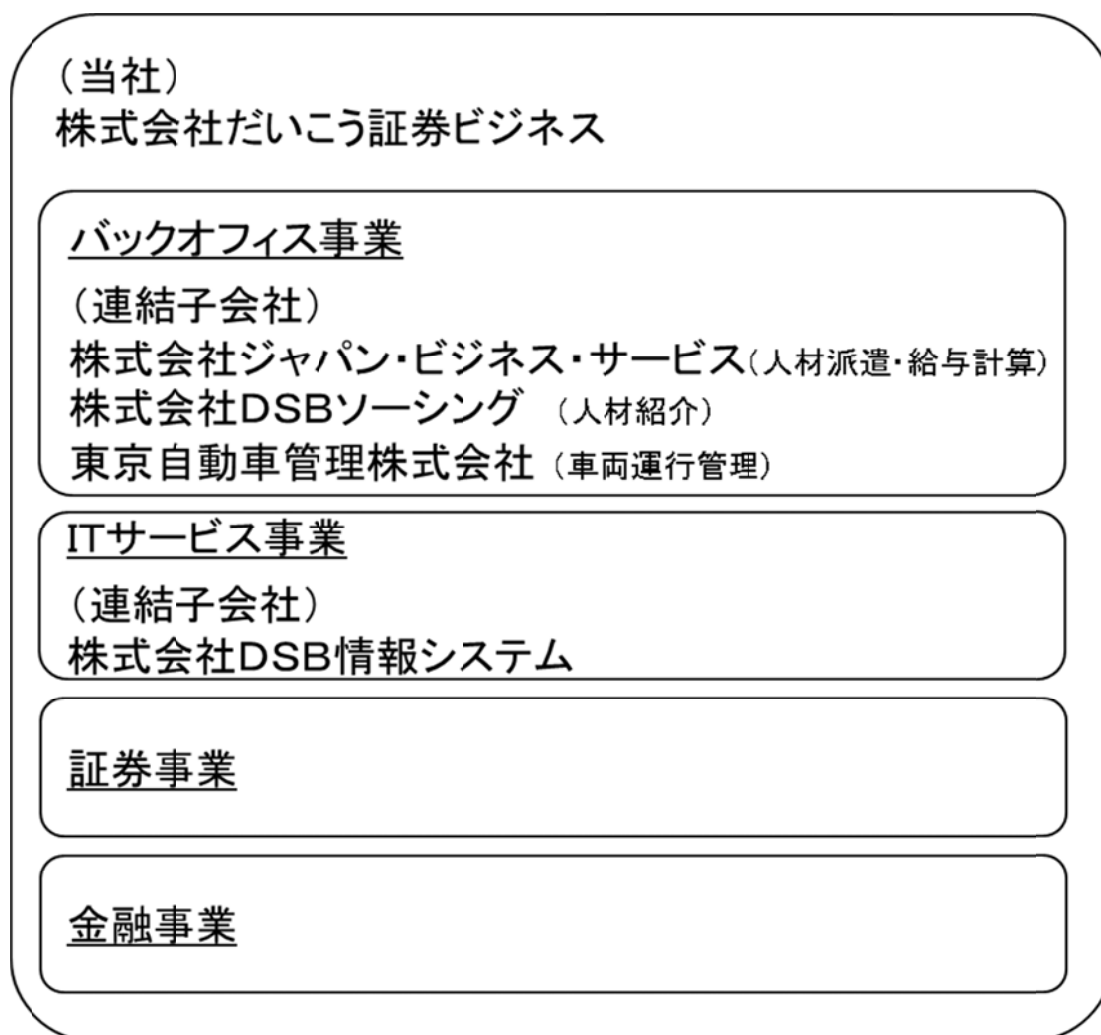 （当社）
株式会社だいこう証券ビジネス
バックオフィス事業
（連結子会社）
株式会社ジャパン・ビジネス・サービス（人材派遣・給与計算）
株式会社DSBソーシング （人材紹介）
東京自動車管理株式会社（車両運行管理）
ITサービス事業
（連結子会社）
株式会社DSB情報システム
証券事業
金融事業